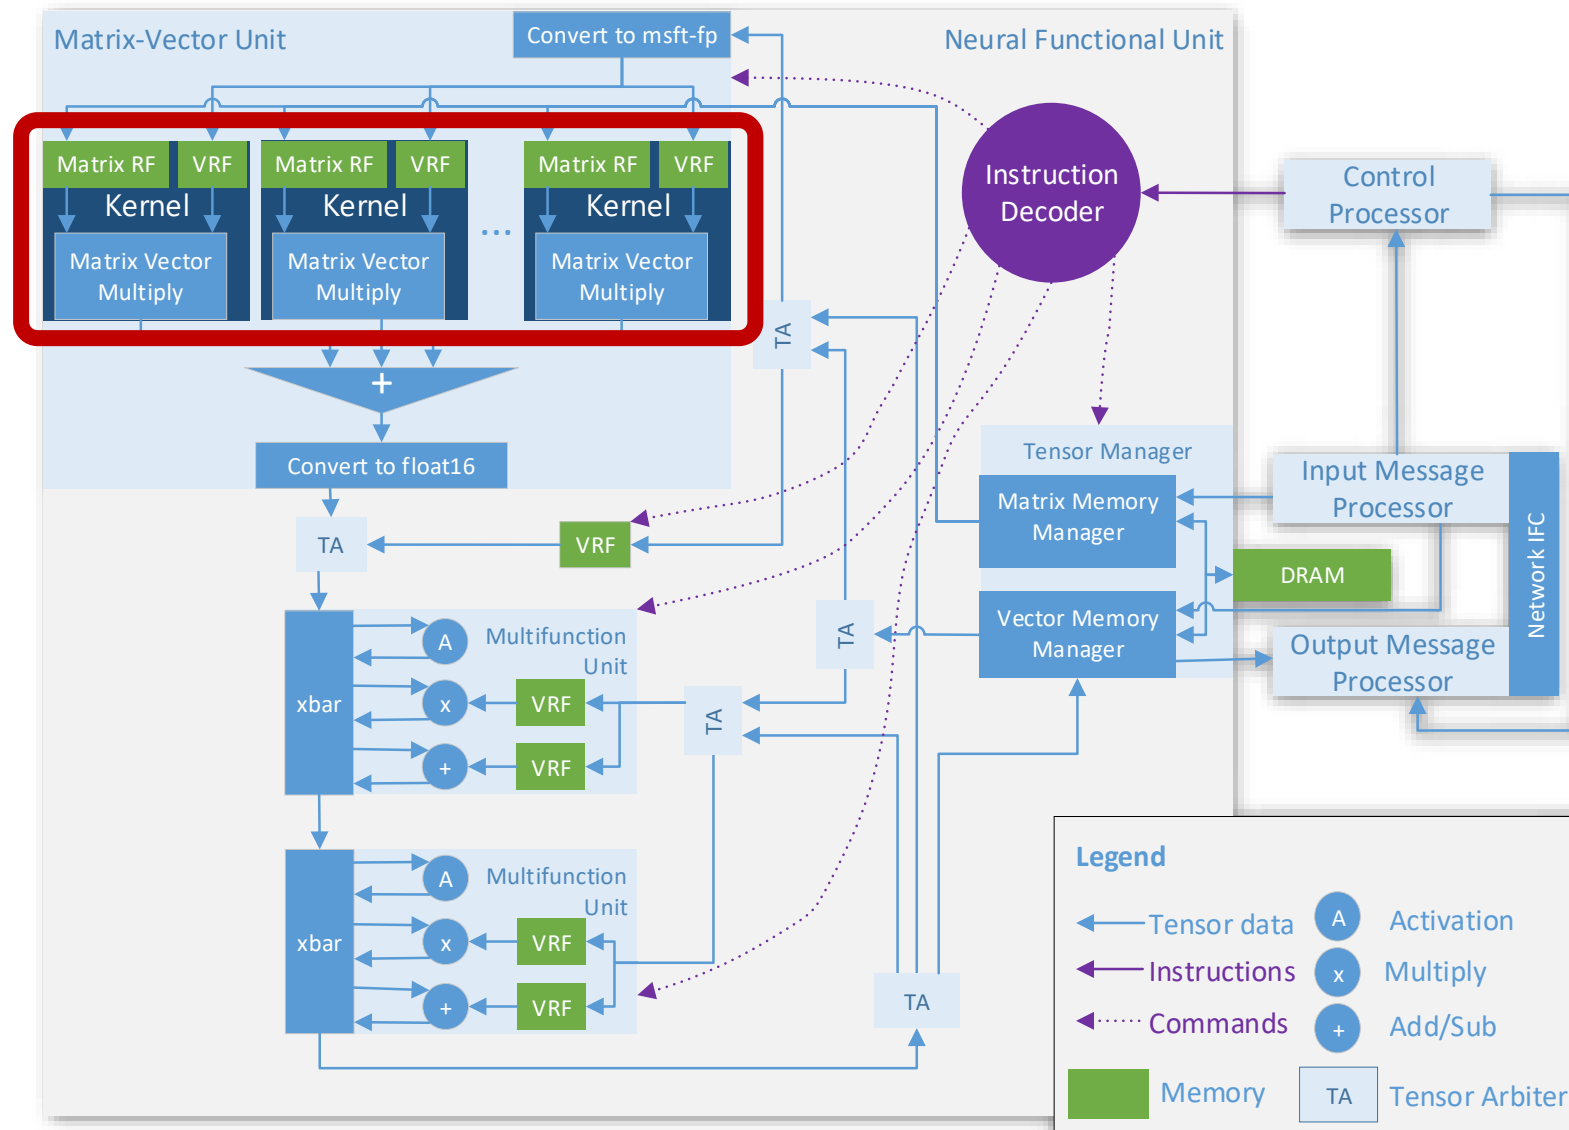 Matrix-Vector Unit
Convert to msft-fp
Neural Functional Unit
Matrix RF
VRF
Matrix RF
VRF
Matrix RF
VRF
Kernel
Kernel
...
Kernel
Matrix Vector
Multiply
Matrix Vector
Multiply
Matrix Vector
Multiply
Instruction
Decoder
Control
Processor
TA
+
Convert to float16
Tensor Manager
Matrix Memory
Manager
Input Message
Processor
Network IFC
TA
VRF
DRAM
Vector Memory
Manager
Output Message
Processor
TA
xbar
A
Multifunction
Unit
x
VRF
TA
+
VRF
xbar
A
Multifunction
Unit
x
VRF
+
VRF
TA
Legend
Tensor data
A
Activation
Instructions
x
Multiply
Commands
+
Add/Sub
Memory
TA
Tensor Arbiter